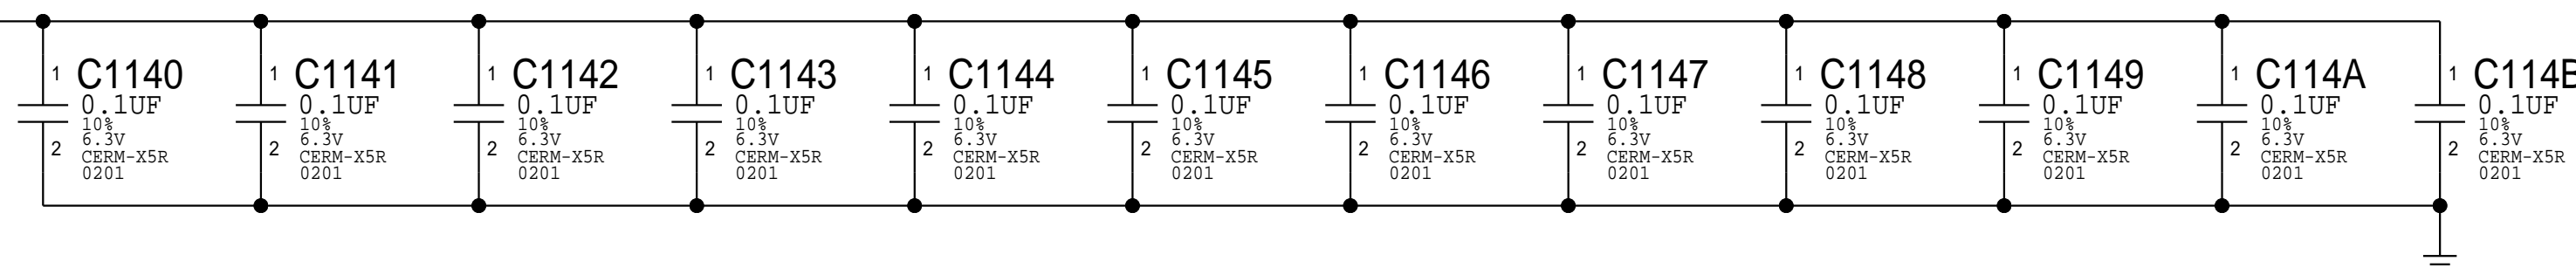 1 C1140
0.1UF
10%
6.3V
2 CERM-X5R
0201
1 C1141
0.1UF
10%
6.3V
2 CERM-X5R
0201
1 C1142
0.1UF
10%
6.3V
2 CERM-X5R
0201
1 C1143
0.1UF
10%
6.3V
2 CERM-X5R
0201
1 C1144
0.1UF
10%
6.3V
2 CERM-X5R
0201
1 C1145
0.1UF
10%
6.3V
2 CERM-X5R
0201
1 C1146
0.1UF
10%
6.3V
2 CERM-X5R
0201
1 C1147
0.1UF
10%
6.3V
2 CERM-X5R
0201
1 C1148
0.1UF
10%
6.3V
2 CERM-X5R
0201
1 C1149
0.1UF
10%
6.3V
2 CERM-X5R
0201
1 C114A
0.1UF
10%
6.3V
2 CERM-X5R
0201
1 C114B
0.1UF
10%
6.3V
2 CERM-X5R
0201